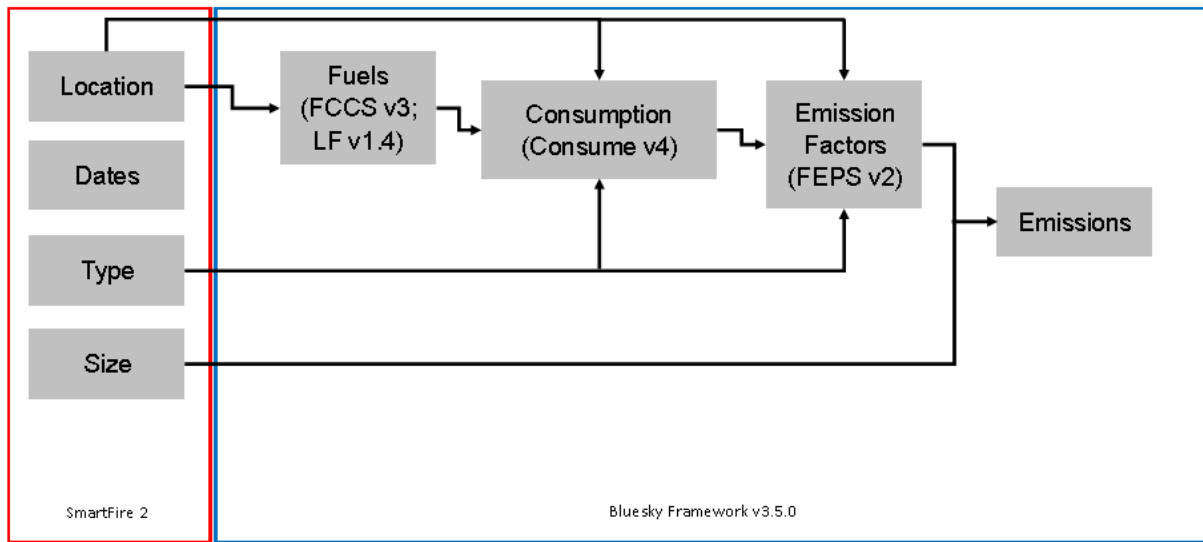 Location
Dates
Type
Size
SmartFire 2
Fuels
(FCCS v3;
LF v1.4)
Consumption
(Consume v4)
Emission
Factors
(FEPS v2)
Emissions
Bluesky Framework v3.5.0